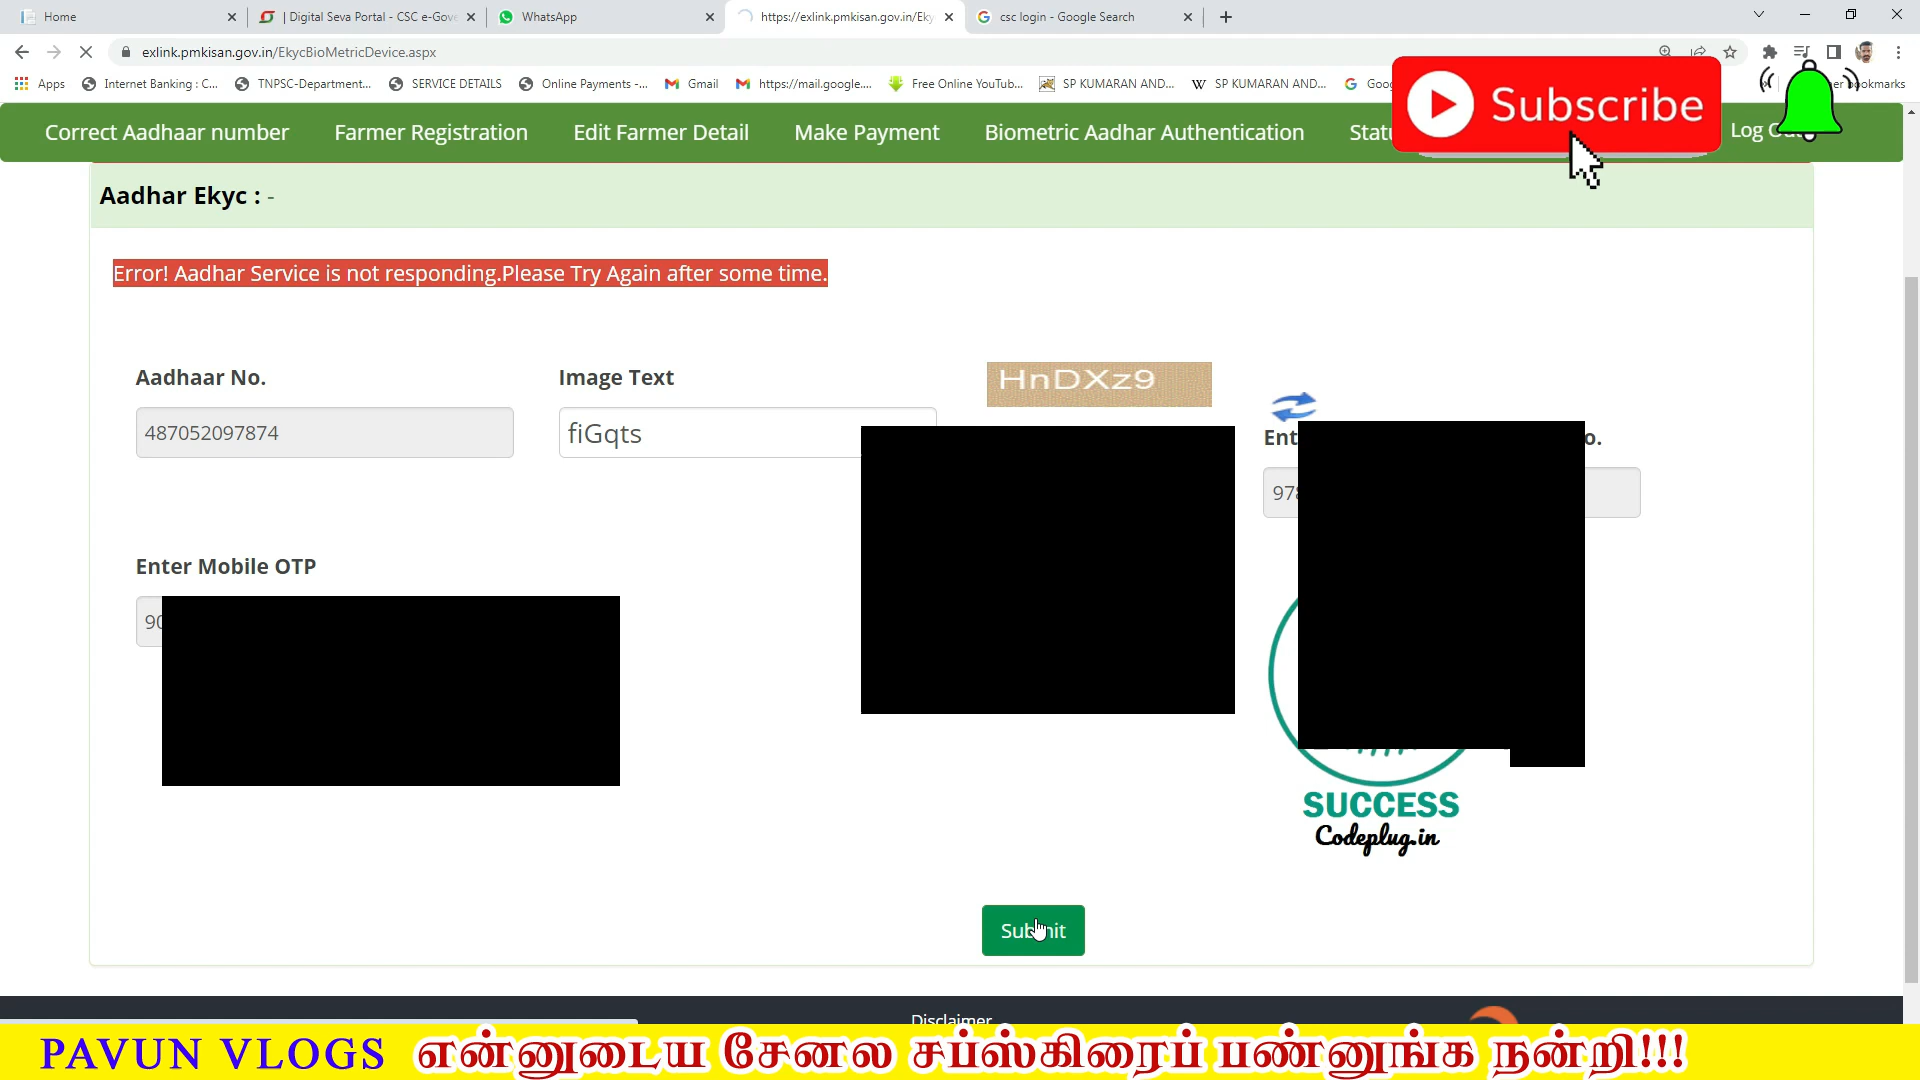 Home
| Digital Seva Portal - CSC e-Gove
WhatsApp
https://exlink.pmkisan.gov.in/Eky
csc login - Google Search
exlink.pmkisan.gov.in/EkycBioMetricDevice.aspx
Apps
Internet Banking : C...
TNPSC-Department...
SERVICE DETAILS
Online Payments -...
Gmail
https://mail.google....
Free Online YouTub...
SP KUMARAN AND...
SP KUMARAN AND...
bookmarks
Subscribe
Correct Aadhaar number
Farmer Registration
Edit Farmer Detail
Make Payment
Biometric Aadhar Authentication
Log
Aadhar Ekyc : -
Error! Aadhar Service is not responding.Please Try Again after some time.
Aadhaar No.
Image Text
HnDXz9
487052097874
fiGqts
Enter Mobile OTP
SUCCESS
Codeplug.in
Submit
Disclaimer
PAVUN VLOGS என்னுடைய சேனல சப்ஸ்கிரைப் பண்ணுங்க நன்றி!!!